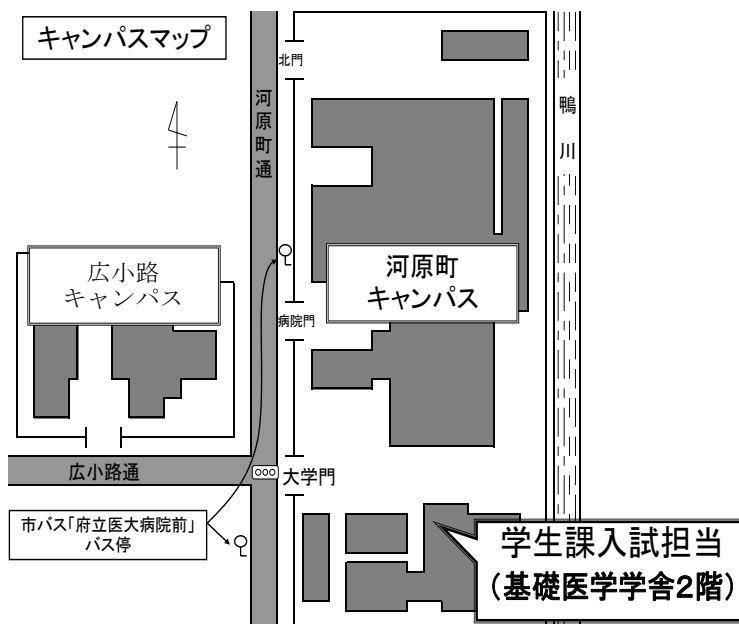 キャンパスマップ
北門
河原町通
鴨川
広小路
キャンパス
河原町
キャンパス
病院門
広小路通
大学門
市バス「府立医大病院前」
バス停
学生課入試担当
（基礎医学学舎2階）